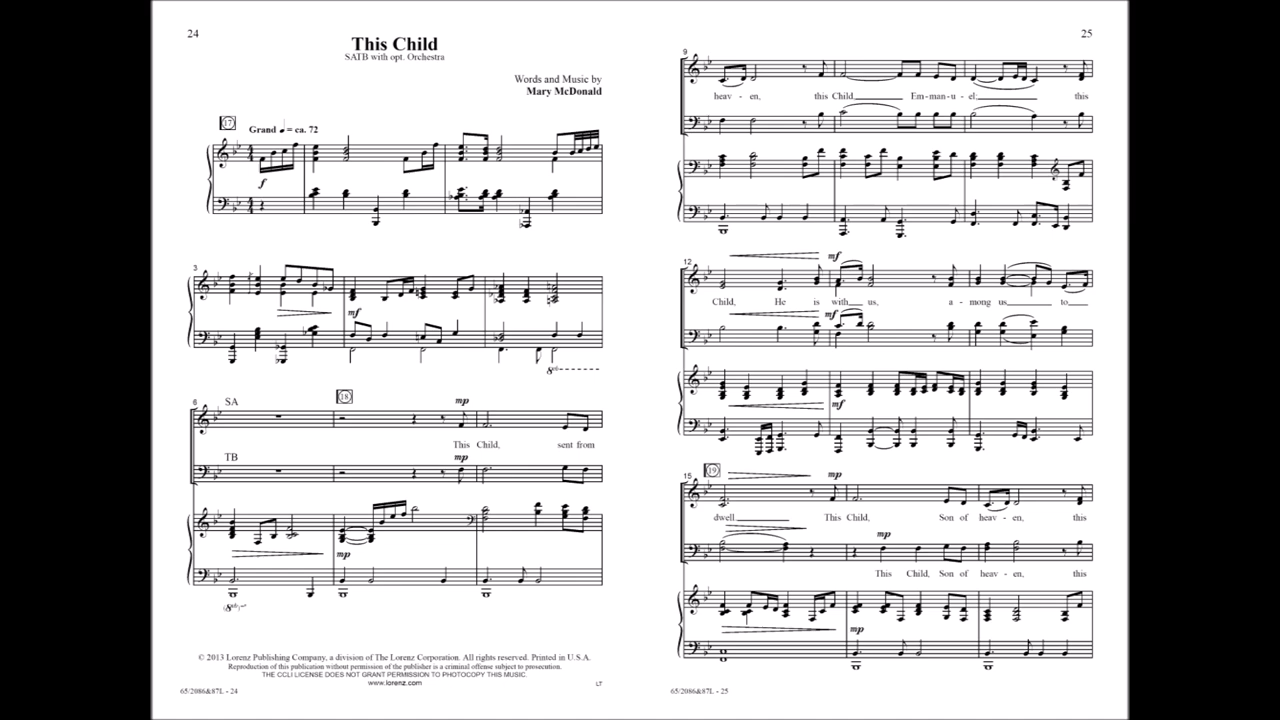 24
This Child
SATB with opt. Orchestra
Words and Music by
Mary McDonald
17
Grand ♩ = ca. 72
f
3
mf
8vb
6
SA
18
mp
This Child, sent from
TB
mp
mp
(8vb)
© 2013 Lorenz Publishing Company, a division of The Lorenz Corporation. All rights reserved. Printed in U.S.A.
Reproduction of this publication without permission of the publisher is a criminal offense subject to prosecution.
THE CCLI LICENSE DOES NOT GRANT PERMISSION TO PHOTOCOPY THIS MUSIC.
www.lorenz.com
LT
65/2086&87L - 24
25
9
heav - en, this Child, Em-man-u-el; this
12
mf
Child, He is with us, a - mong us to
mf
mf
15
19
mp
dwell. This Child, Son of heav - en, this
mp
This Child, Son of heav - en, this
mp
65/2086&87L - 25